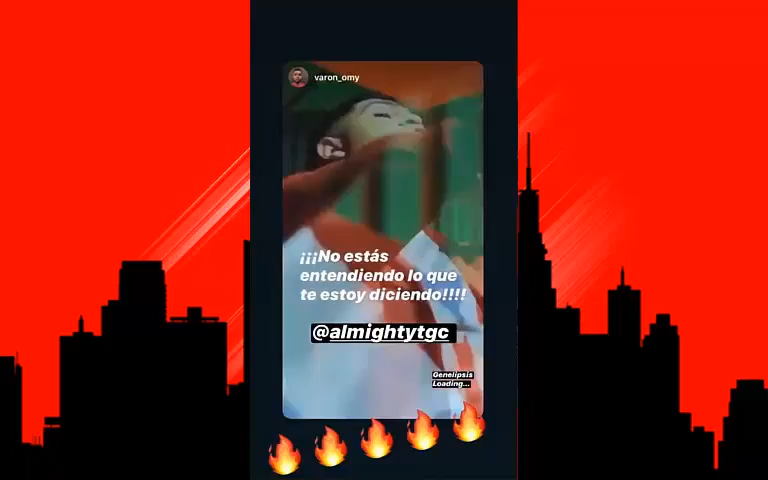 varon_omy
¡¡¡No estás
entendiendo lo que
te estoy diciendo!!!!
@almightytgc
Genelipsis
Loading...